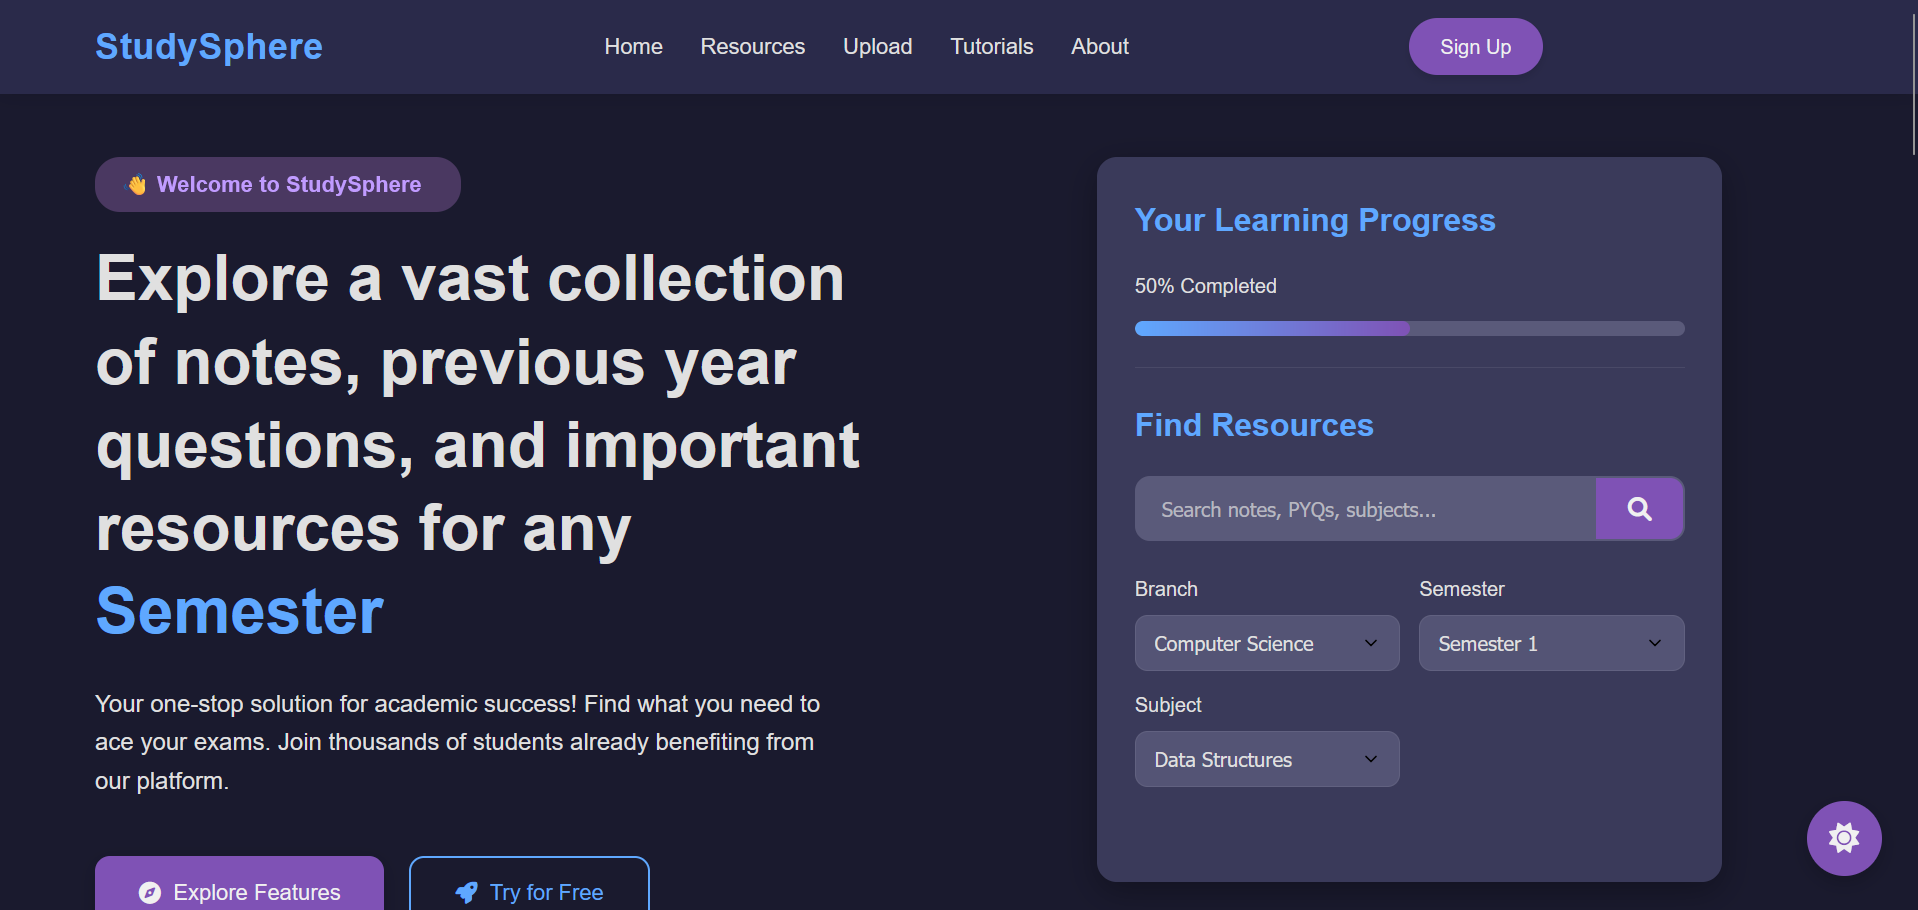 StudySphere
Home
Resources
Upload
Tutorials
About
Sign Up
👋 Welcome to StudySphere
Explore a vast collection
of notes, previous year
questions, and important
resources for any
Semester
Your one-stop solution for academic success! Find what you need to
ace your exams. Join thousands of students already benefiting from
our platform.
Explore Features
Try for Free
Your Learning Progress
50% Completed
Find Resources
Search notes, PYQs, subjects...
Branch
Semester
Computer Science
Semester 1
Subject
Data Structures